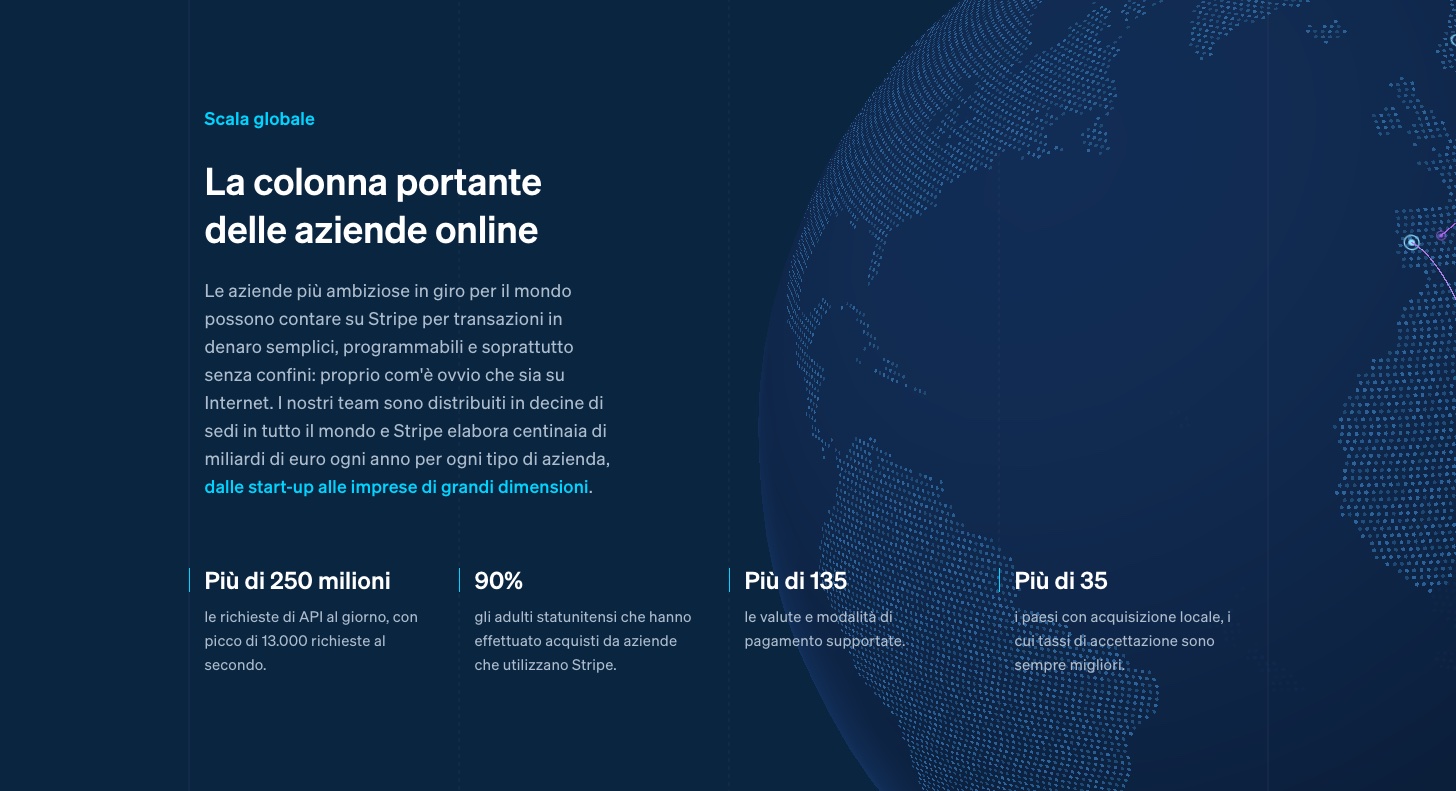 Scala globale
La colonna portante
delle aziende online
Le aziende più ambiziose in giro per il mondo
possono contare su Stripe per transazioni in
denaro semplici, programmabili e soprattutto
senza confini: proprio com'è ovvio che sia su
Internet. I nostri team sono distribuiti in decine di
sedi in tutto il mondo e Stripe elabora centinaia di
miliardi di euro ogni anno per ogni tipo di azienda,
dalle start-up alle imprese di grandi dimensioni.
Più di 250 milioni
le richieste di API al giorno, con
picco di 13.000 richieste al
secondo.
90%
gli adulti statunitensi che hanno
effettuato acquisti da aziende
che utilizzano Stripe.
Più di 135
le valute e modalità di
pagamento supportate.
Più di 35
i paesi con acquisizione locale, i
cui tassi di accettazione sono
sempre migliori.